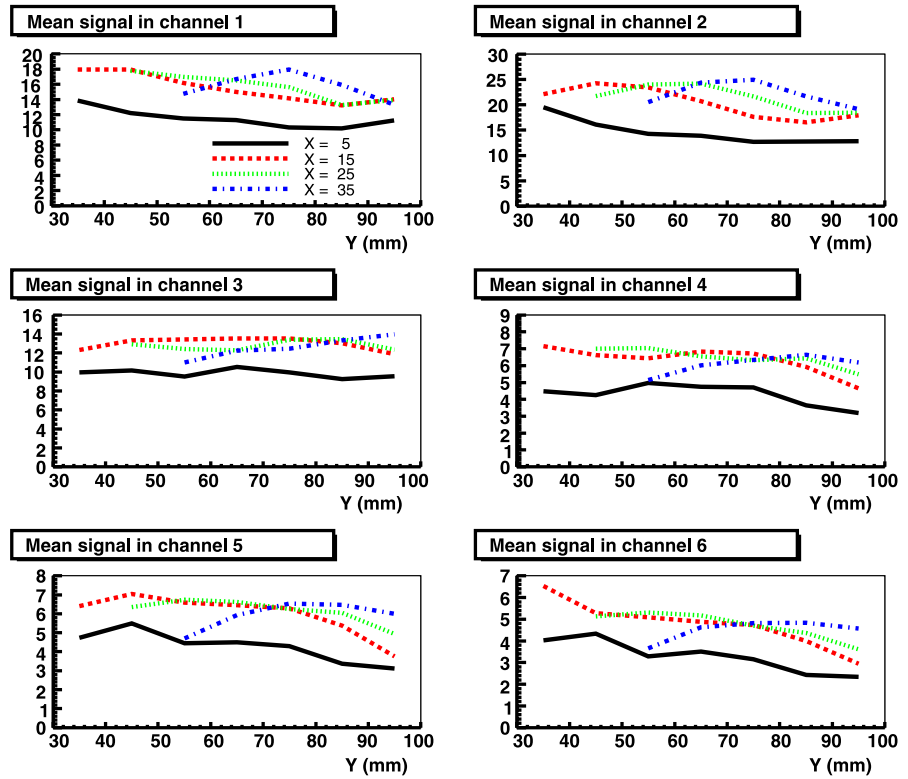 Mean signal in channel 1
20
18
16
14
12
10
8
6
4
2
0
X = 5
X = 15
X = 25
X = 35
30 40 50 60 70 80 90 100
Y (mm)
Mean signal in channel 2
30
25
20
15
10
5
0
30 40 50 60 70 80 90 100
Y (mm)
Mean signal in channel 3
16
14
12
10
8
6
4
2
0
30 40 50 60 70 80 90 100
Y (mm)
Mean signal in channel 4
9
8
7
6
5
4
3
2
1
0
30 40 50 60 70 80 90 100
Y (mm)
Mean signal in channel 5
8
7
6
5
4
3
2
1
0
30 40 50 60 70 80 90 100
Y (mm)
Mean signal in channel 6
7
6
5
4
3
2
1
0
30 40 50 60 70 80 90 100
Y (mm)